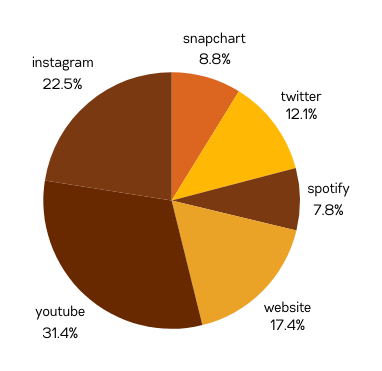 snapchart
8.8%
instagram
22.5%
twitter
12.1%
spotify
7.8%
website
17.4%
youtube
31.4%